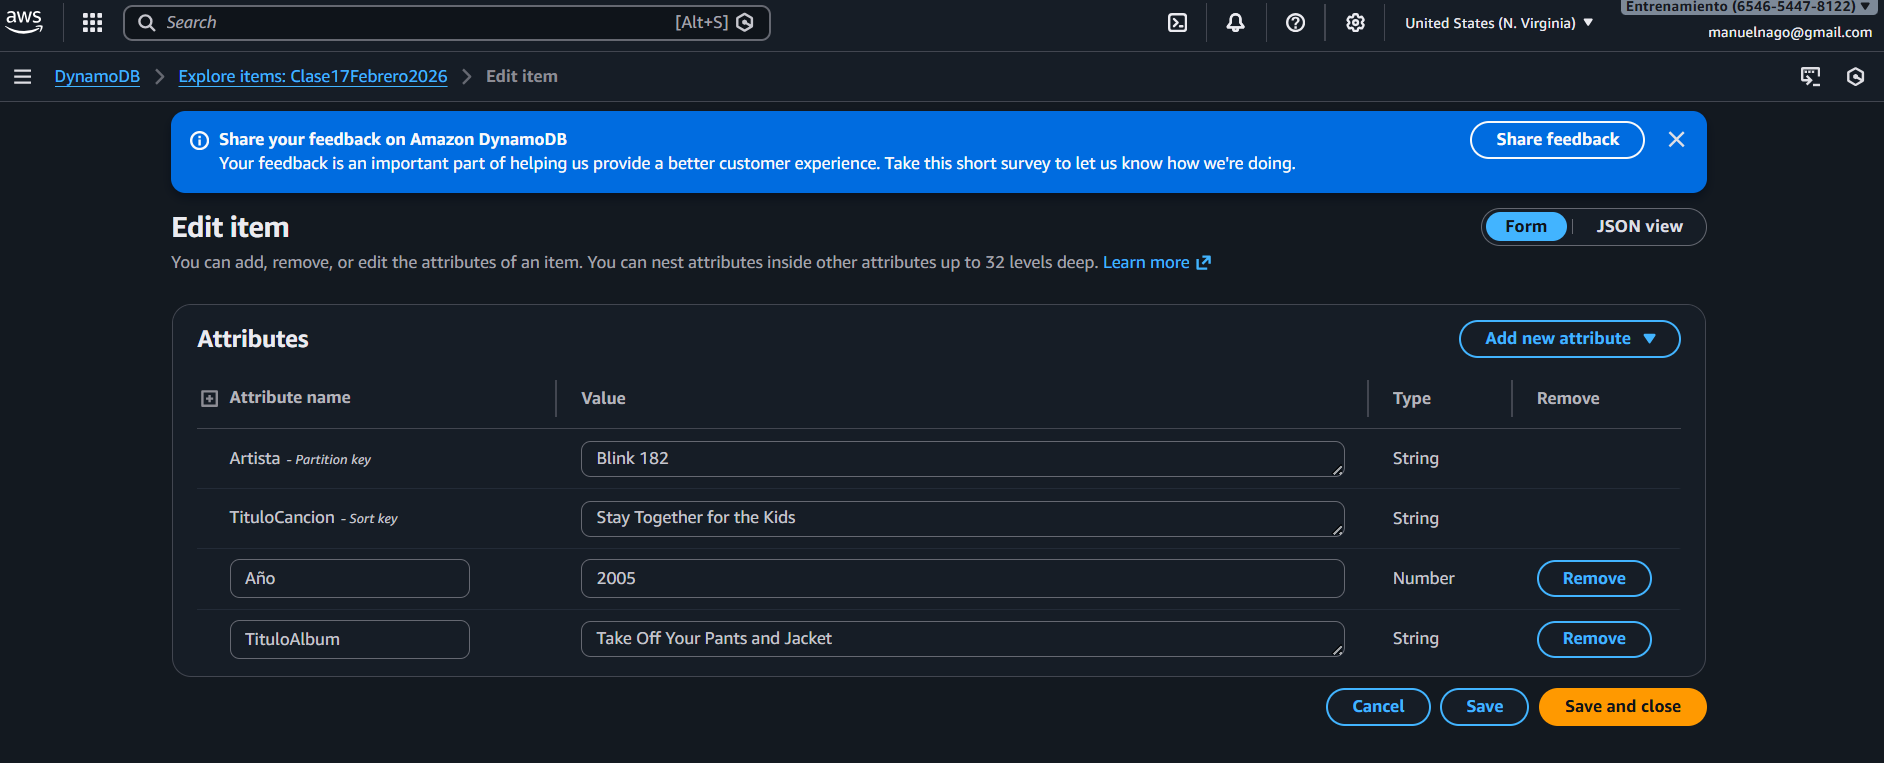 aws
Search [Alt+S]
United States (N. Virginia)
Entrenamiento (6546-5447-8122)
manuelnago@gmail.com
DynamoDB > Explore items: Clase17Febrero2026 > Edit item
Share your feedback on Amazon DynamoDB
Your feedback is an important part of helping us provide a better customer experience. Take this short survey to let us know how we're doing.
Share feedback
Edit item
Form | JSON view
You can add, remove, or edit the attributes of an item. You can nest attributes inside other attributes up to 32 levels deep. Learn more
Attributes
Add new attribute
Attribute name Value Type Remove
Artista - Partition key Blink 182 String
TituloCancion - Sort key Stay Together for the Kids String
Año 2005 Number Remove
TituloAlbum Take Off Your Pants and Jacket String Remove
Cancel Save Save and close